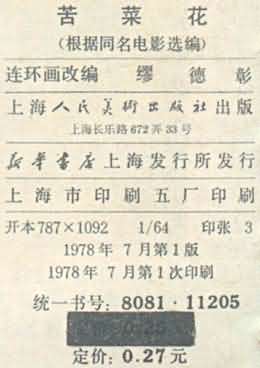 苦菜花
(根据同名电影选编)
连环画改编 缪德彰
上海人民美術出版社出版
上海长乐路672弄33号
新华書店上海发行所发行
上海市印刷五厂印刷
开本787×1092 1/64 印张 3
1978年 7月第1版
1978年 7月第1次印刷
统一书号：8081·11205
定价：0.27元